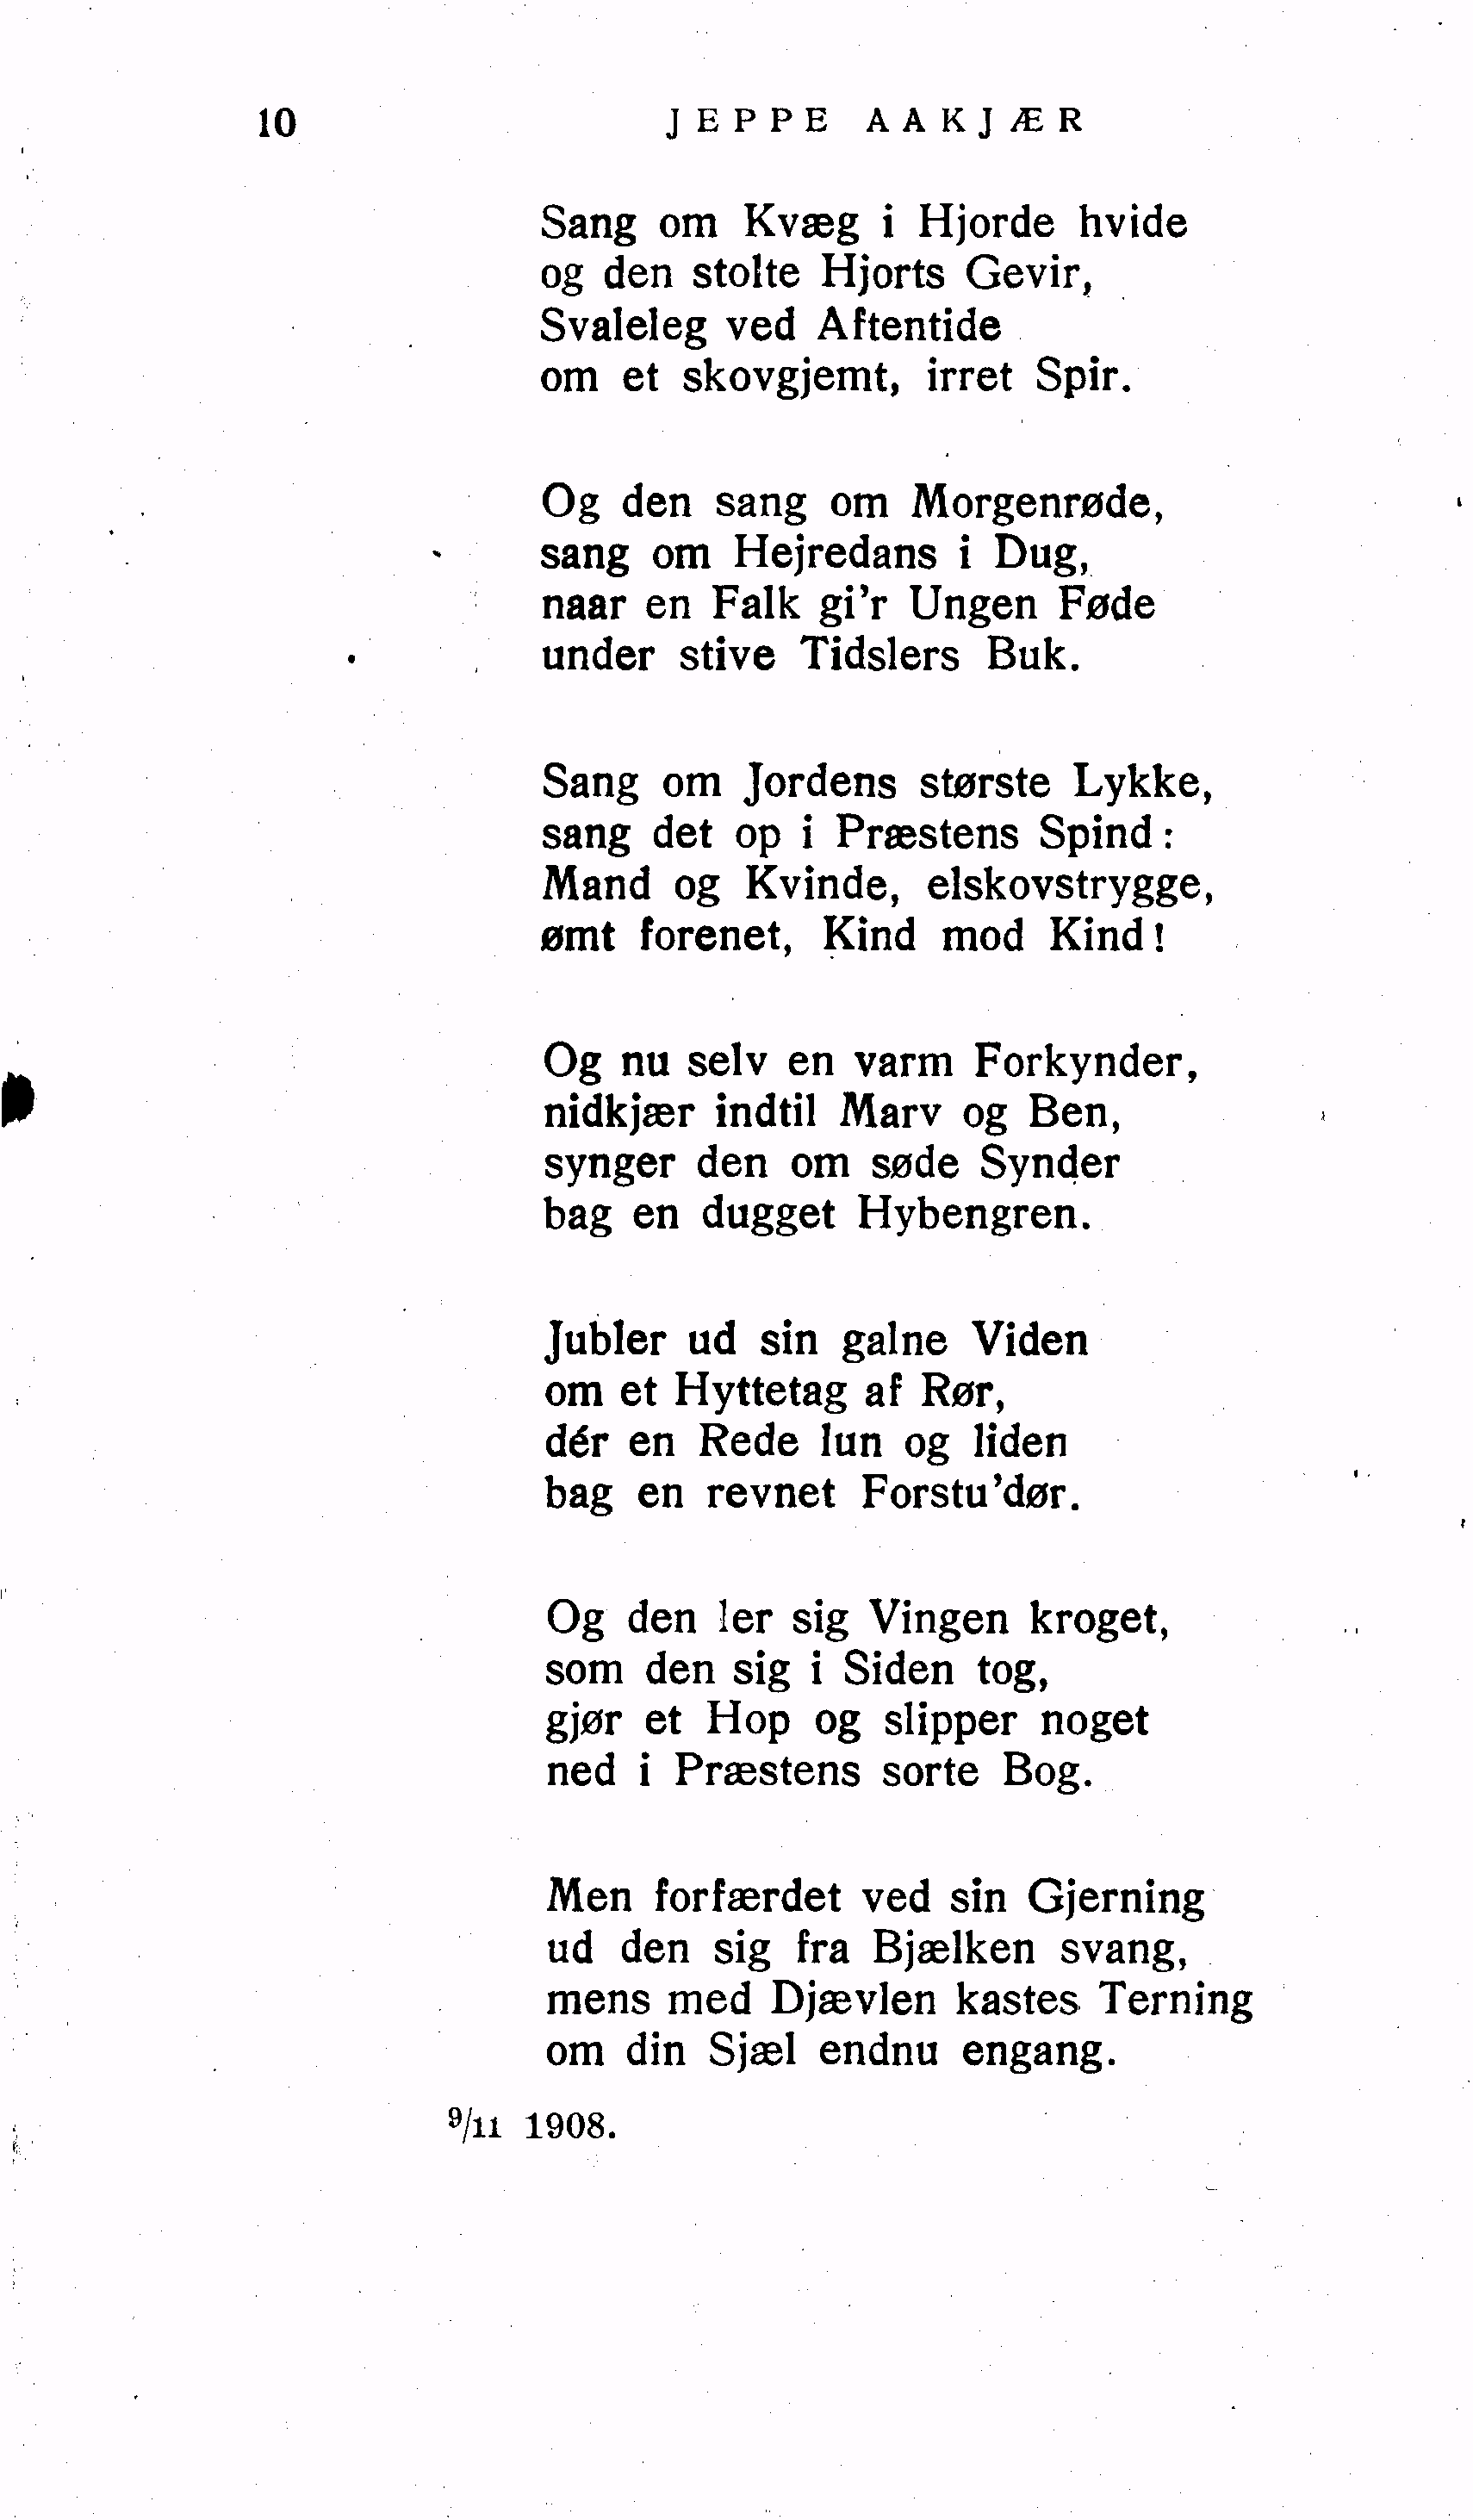 10
JEPPE AAKJÆR
Sang om Kvæg i Hjorde hvide
og den stolte Hjorts Gevir,
Svaleleg ved Aftentide
om et skovgjemt, irret Spir.
Og den sang om Morgenrøde,
sang om Hejredans i Dug,
naar en Falk gi'r Ungen Føde
under stive Tidslers Buk.
Sang om Jordens største Lykke,
sang det op i Præstens Spind:
Mand og Kvinde, elskovstrygge,
ømt forenet, Kind mod Kind!
Og nu selv en varm Forkynder,
nidkjær indtil Marv og Ben,
synger den om søde Synder
bag en dugget Hybengren.
Jubler ud sin galne Viden
om et Hyttetag af Rør,
dér en Rede lun og liden
bag en revnet Forstu'dør.
Og den ler sig Vingen kroget,
som den sig i Siden tog,
gjør et Hop og slipper noget
ned i Præstens sorte Bog.
Men forfærdet ved sin Gjerning
ud den sig fra Bjælken svang,
mens med Djævlen kastes Terning
om din Sjæl endnu engang.
9/11 1908.